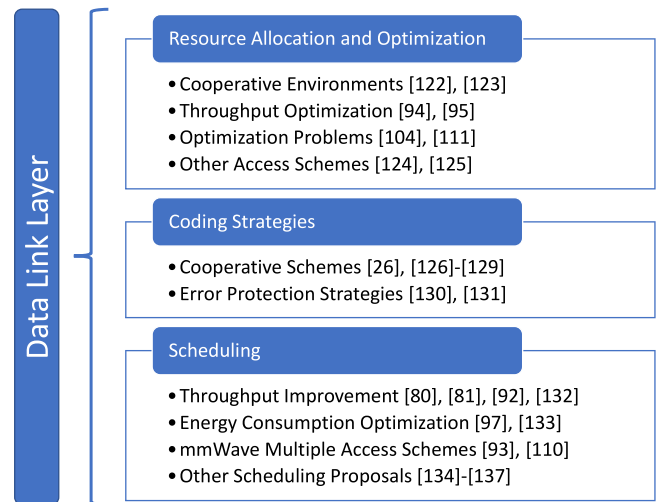 Data Link Layer
Resource Allocation and Optimization
•Cooperative Environments [122], [123]
•Throughput Optimization [94], [95]
•Optimization Problems [104], [111]
•Other Access Schemes [124], [125]
Coding Strategies
•Cooperative Schemes [26], [126]-[129]
•Error Protection Strategies [130], [131]
Scheduling
•Throughput Improvement [80], [81], [92], [132]
•Energy Consumption Optimization [97], [133]
•mmWave Multiple Access Schemes [93], [110]
•Other Scheduling Proposals [134]-[137]